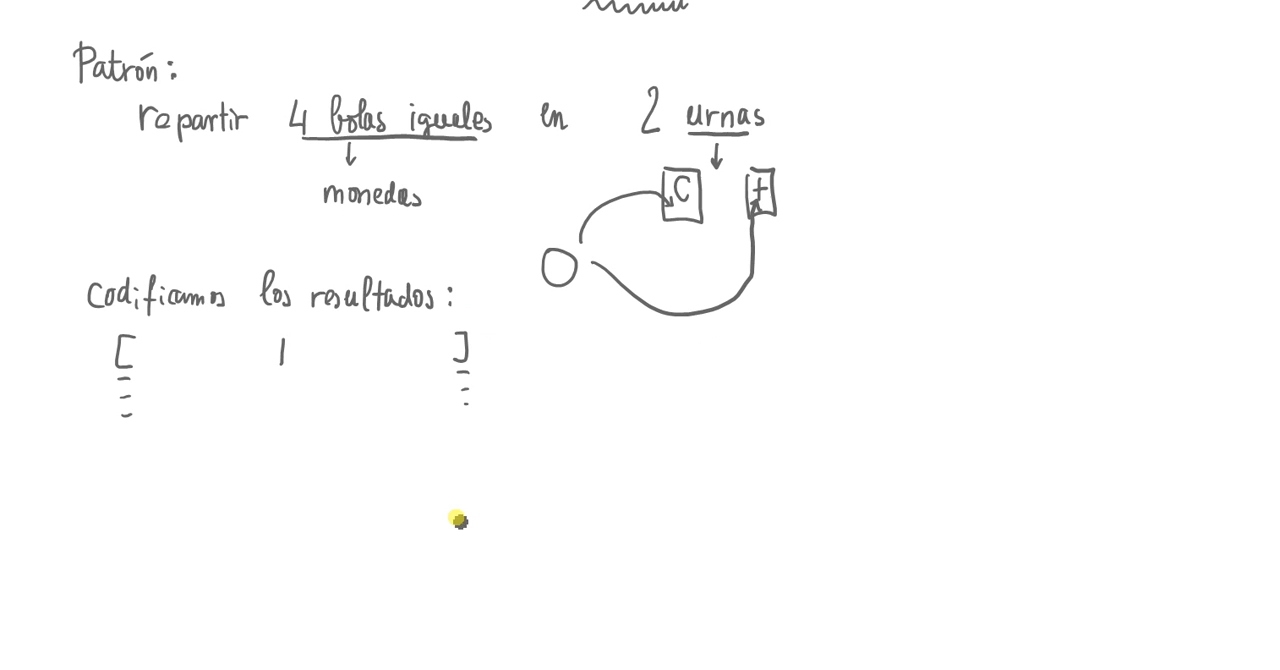 Patrón:
repartir 4 bolas iguales en 2 urnas
monedas
C +
Codificamos los resultados:
[ | ]